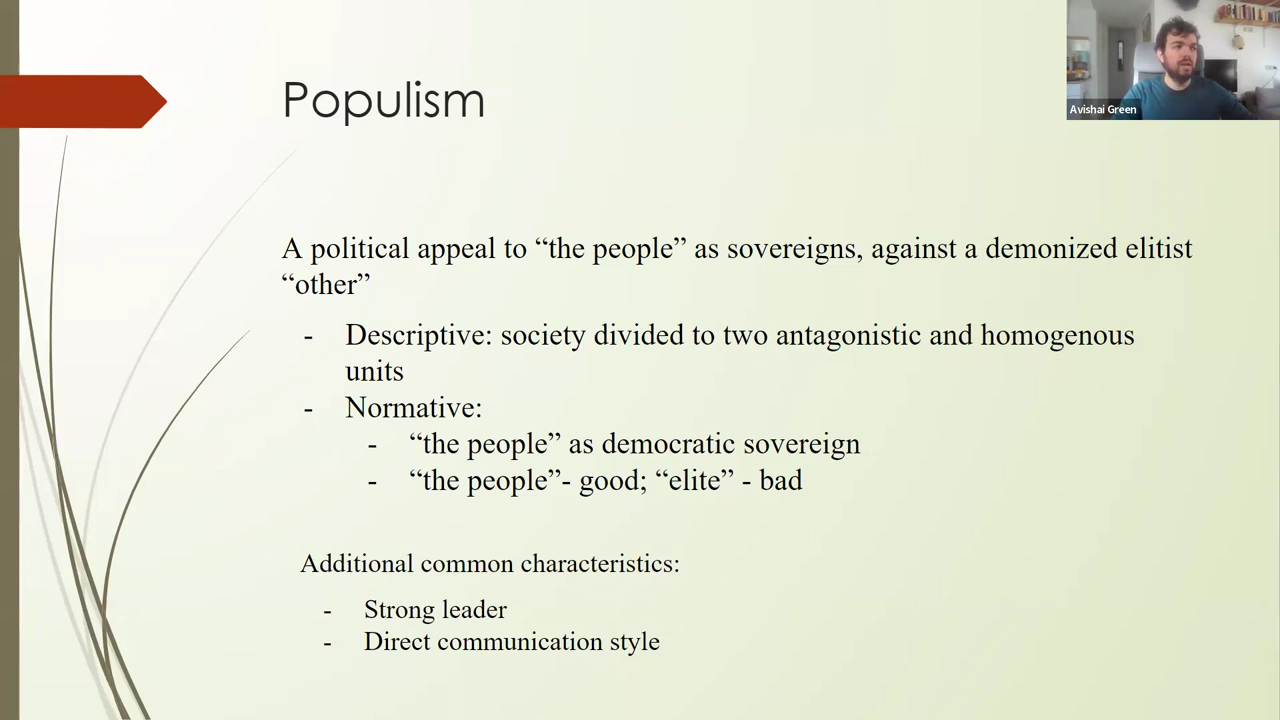 Populism
Avishai Green
A political appeal to “the people” as sovereigns, against a demonized elitist
“other”
- Descriptive: society divided to two antagonistic and homogenous
units
- Normative:
- “the people” as democratic sovereign
- “the people”- good; “elite” - bad
Additional common characteristics:
- Strong leader
- Direct communication style